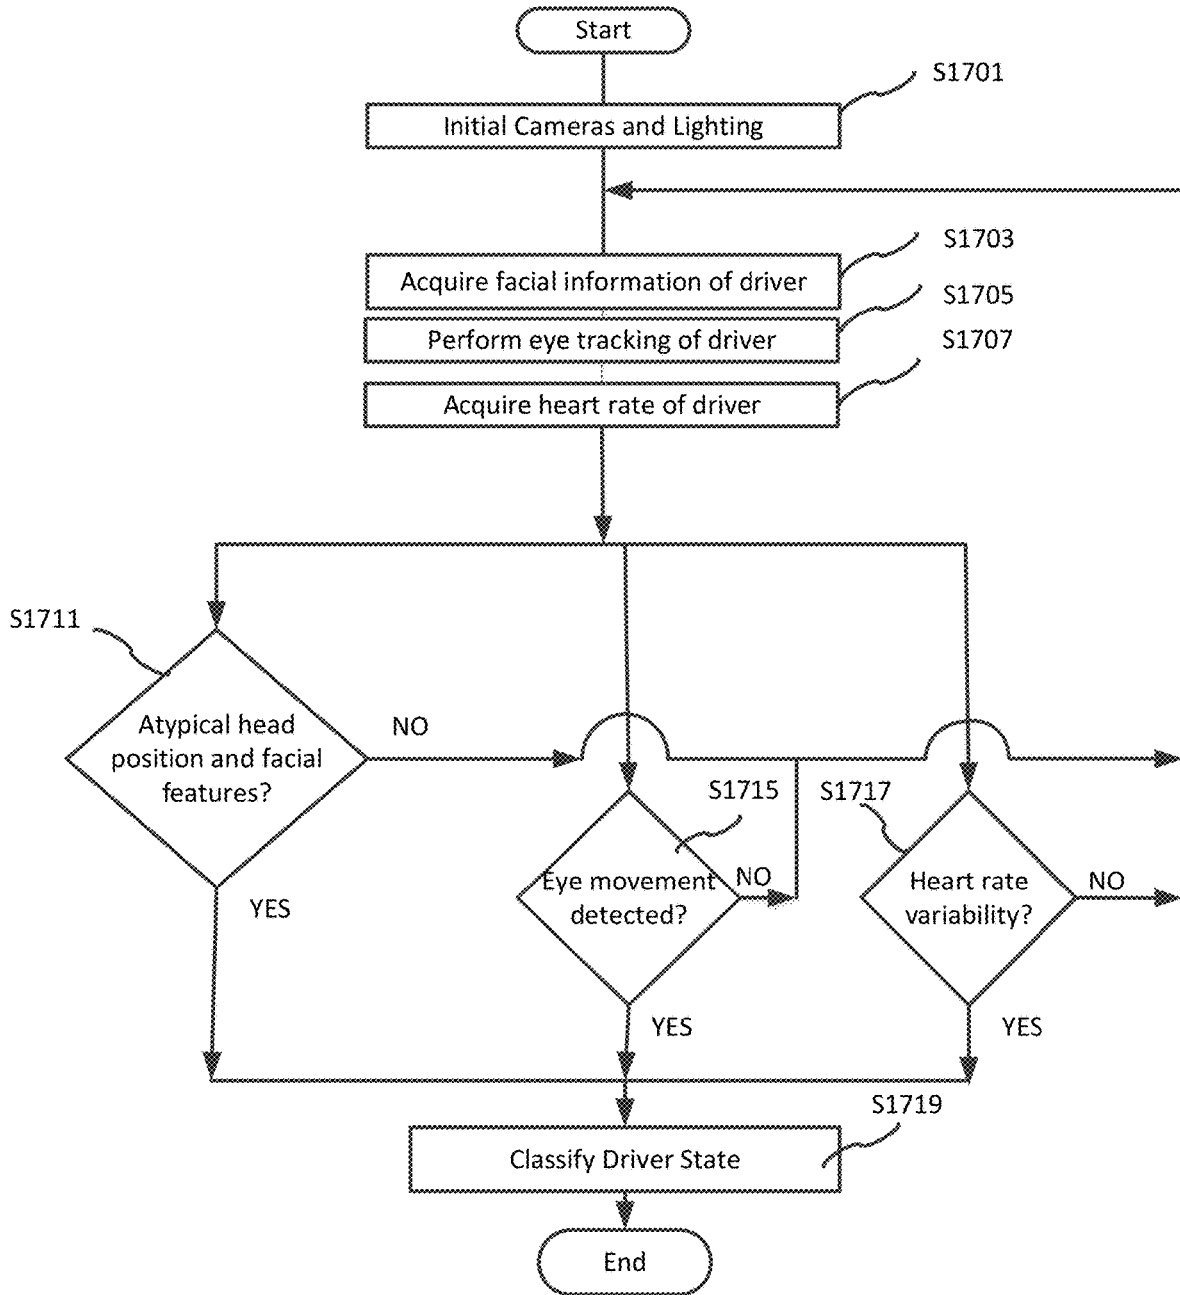 Start
S1701
Initial Cameras and Lighting
S1703
Acquire facial information of driver
S1705
Perform eye tracking of driver
S1707
Acquire heart rate of driver
S1711
Atypical head
position and facial
features?
NO
YES
S1715
Eye movement
detected?
NO
YES
S1717
Heart rate
variability?
NO
YES
S1719
Classify Driver State
End